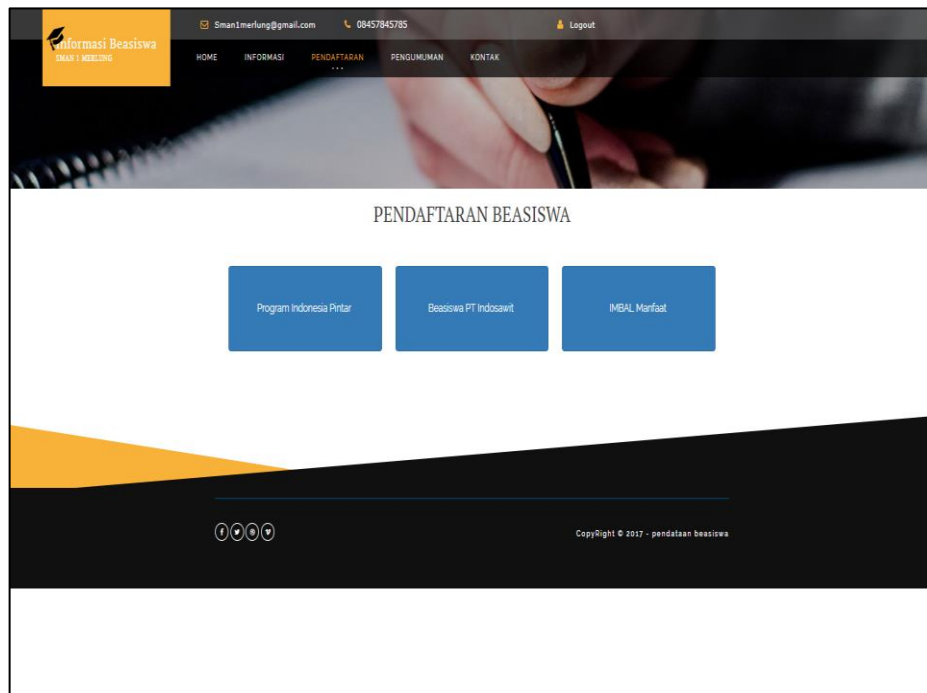 Informasi Beasiswa
SMAN 1 MERLUNG
Sman1merlung@gmail.com 08457845785 Logout
HOME INFORMASI PENDAFTARAN PENGUMUMAN KONTAK
PENDAFTARAN BEASISWA
Program Indonesia Pintar Beasiswa PT Indosawit IMBAL Manfaat
CopyRight © 2017 - pendataan beasiswa